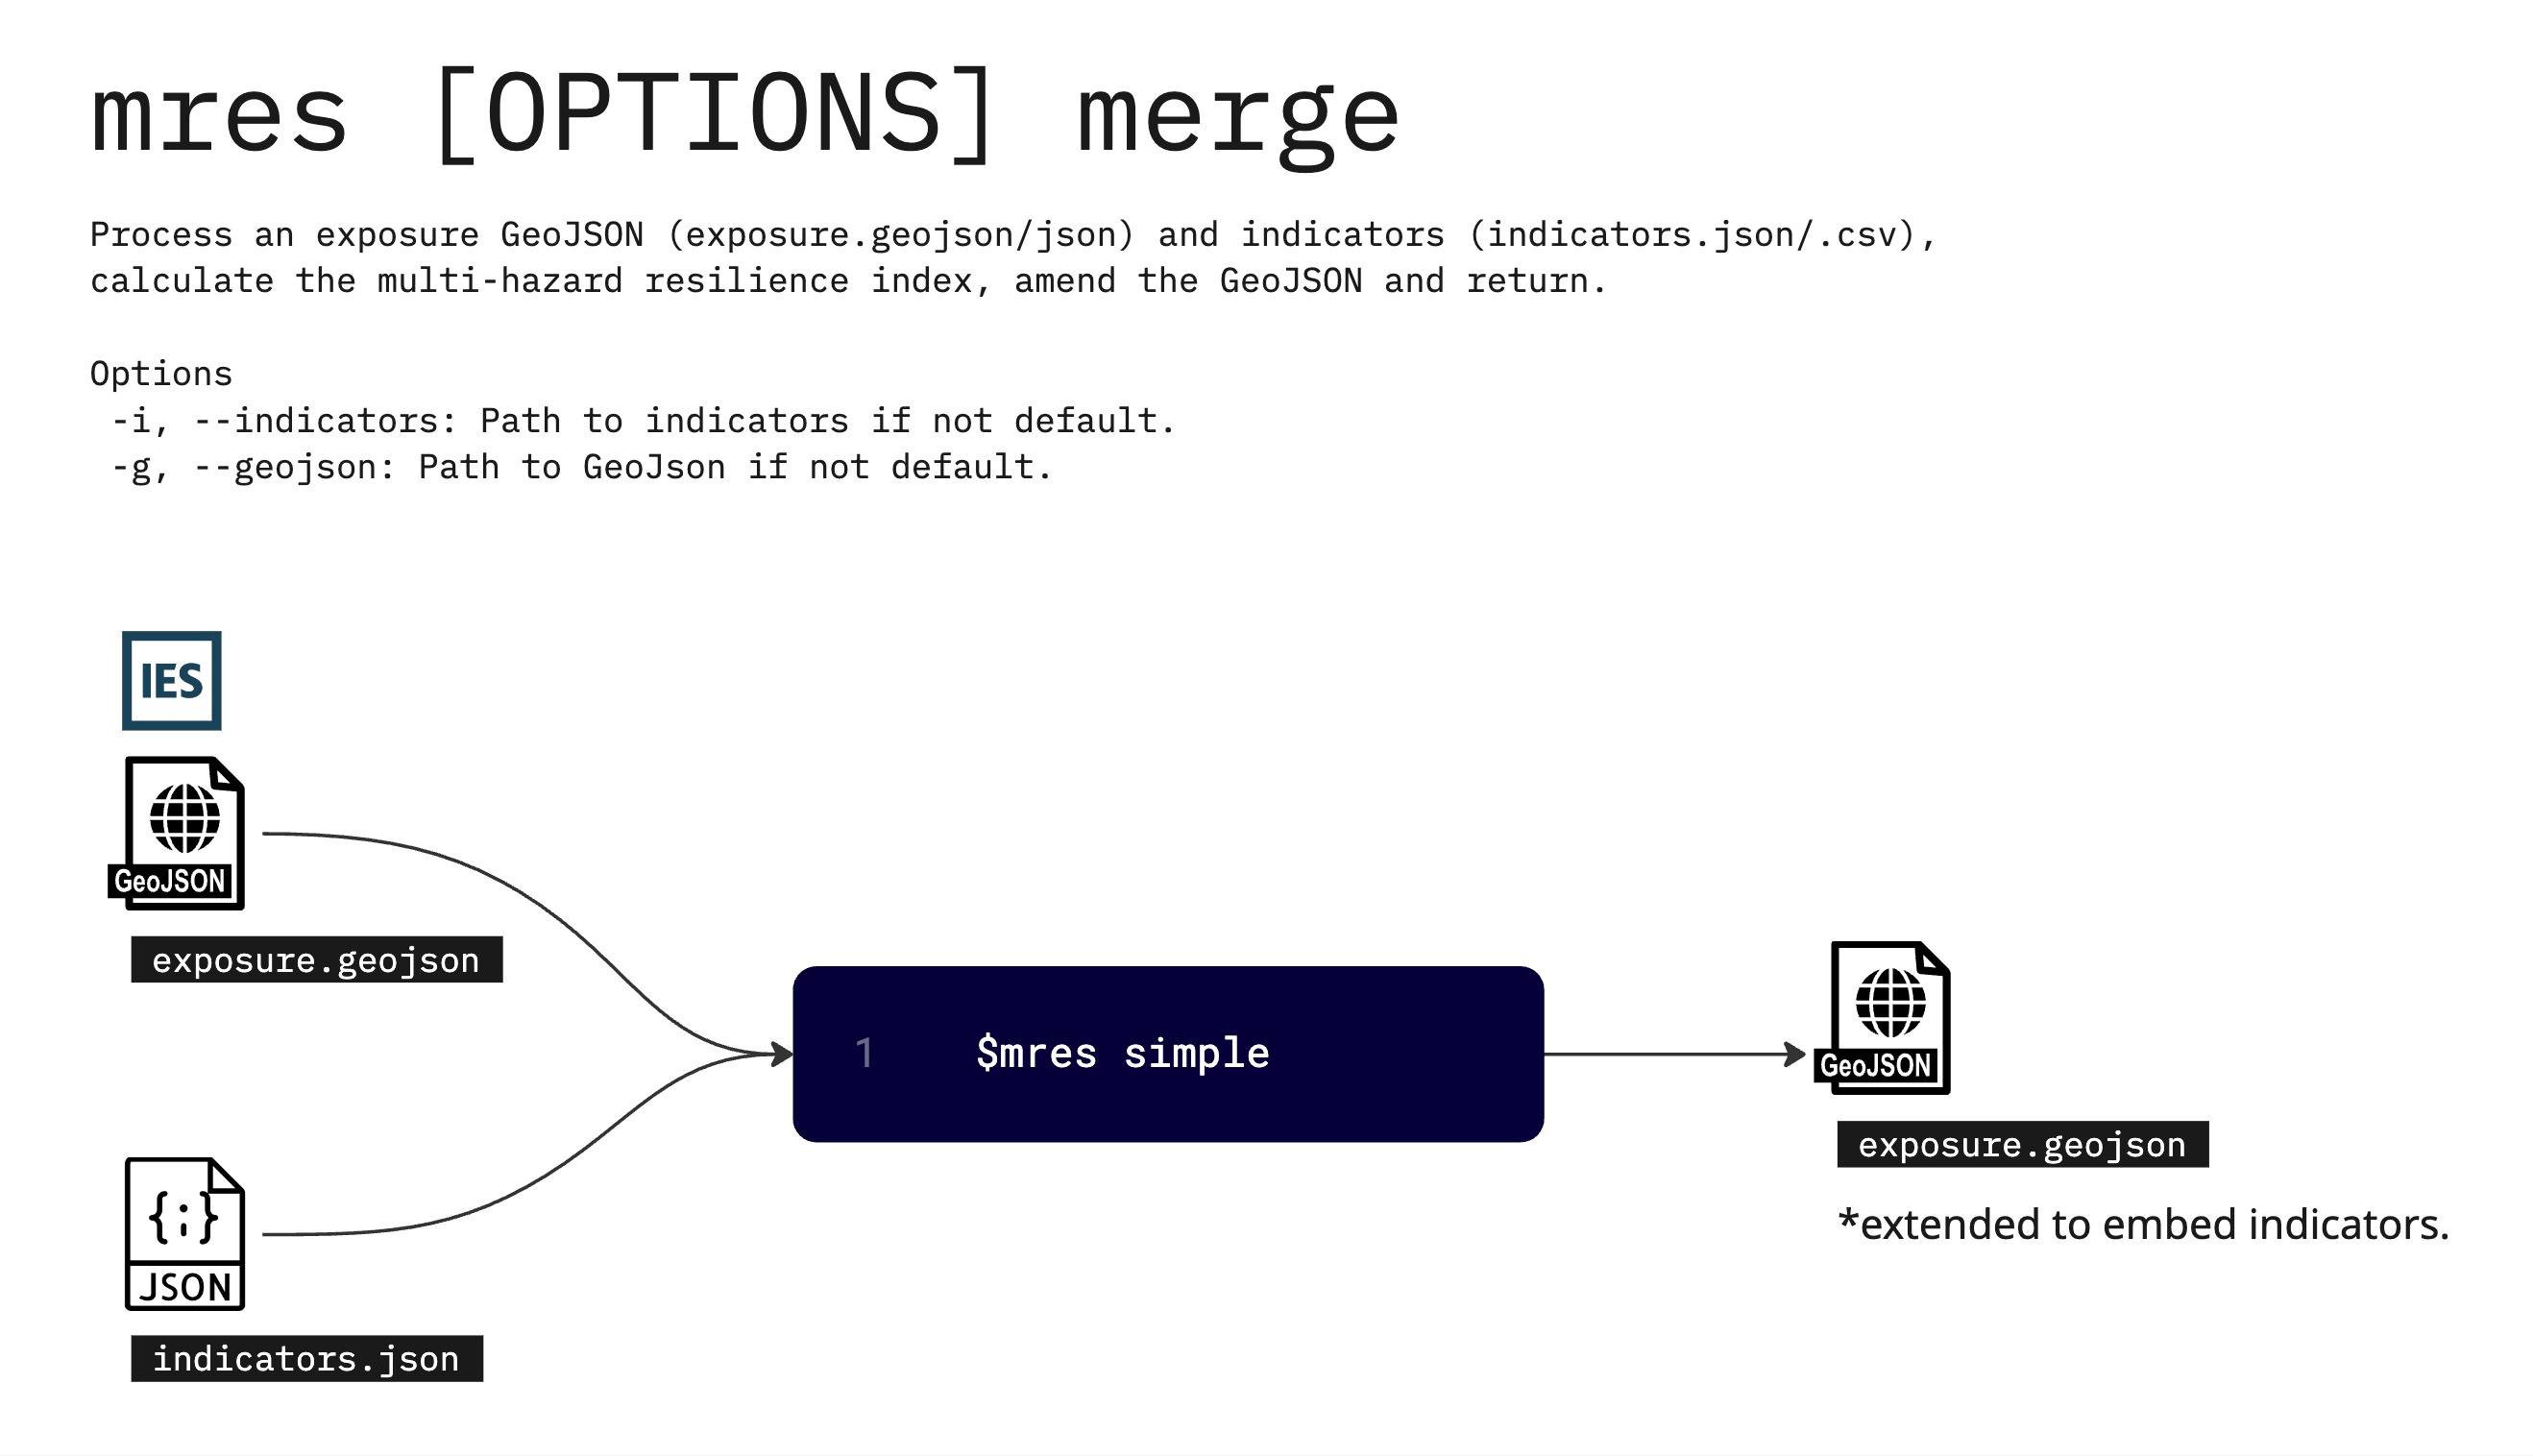 mres [OPTIONS] merge
Process an exposure GeoJSON (exposure.geojson/json) and indicators (indicators.json/.csv),
calculate the multi-hazard resilience index, amend the GeoJSON and return.
Options
-i, --indicators: Path to indicators if not default.
-g, --geojson: Path to GeoJson if not default.
IES
GeoJSON
exposure.geojson
1 $mres simple
GeoJSON
exposure.geojson
*extended to embed indicators.
{;}
JSON
indicators.json